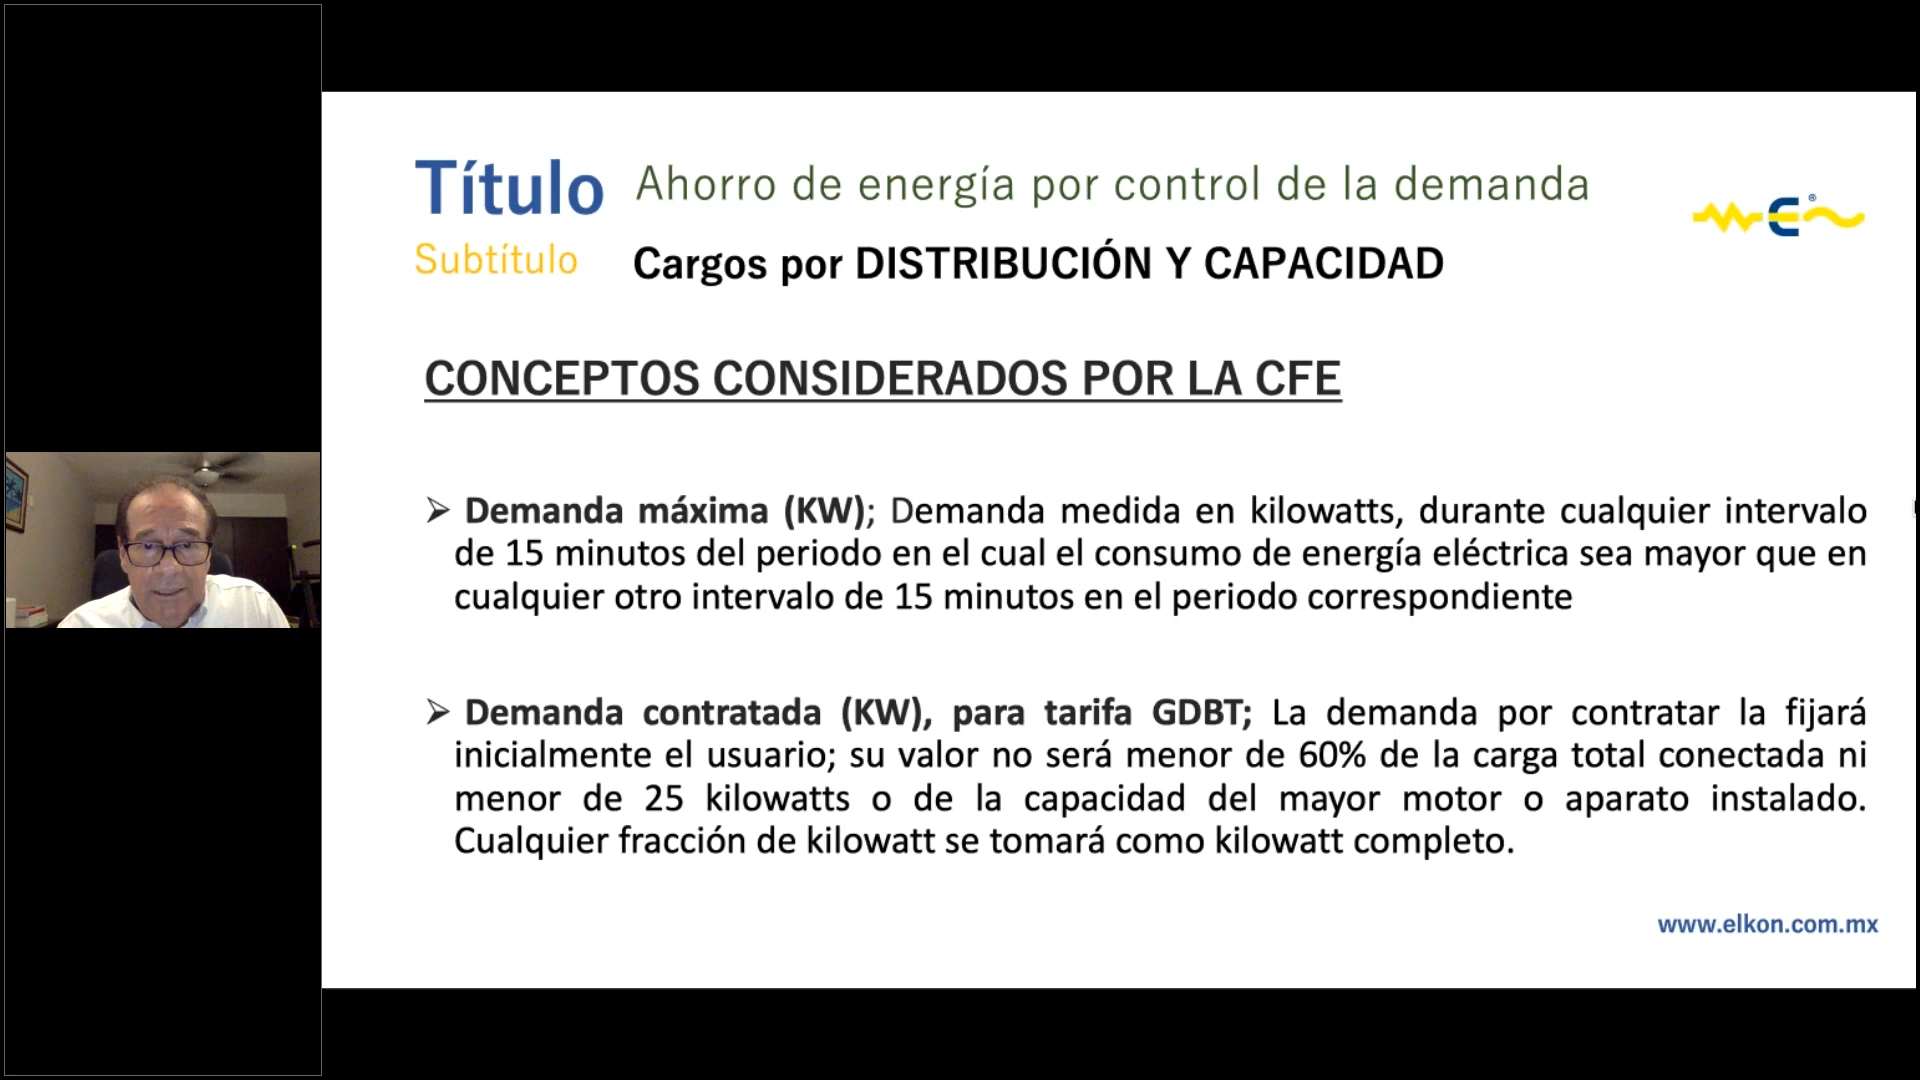 Título Ahorro de energía por control de la demanda
Subtítulo Cargos por DISTRIBUCIÓN Y CAPACIDAD
CONCEPTOS CONSIDERADOS POR LA CFE
➢ Demanda máxima (KW); Demanda medida en kilowatts, durante cualquier intervalo
de 15 minutos del periodo en el cual el consumo de energía eléctrica sea mayor que en
cualquier otro intervalo de 15 minutos en el periodo correspondiente
➢ Demanda contratada (KW), para tarifa GDBT; La demanda por contratar la fijará
inicialmente el usuario; su valor no será menor de 60% de la carga total conectada ni
menor de 25 kilowatts o de la capacidad del mayor motor o aparato instalado.
Cualquier fracción de kilowatt se tomará como kilowatt completo.
www.elkon.com.mx